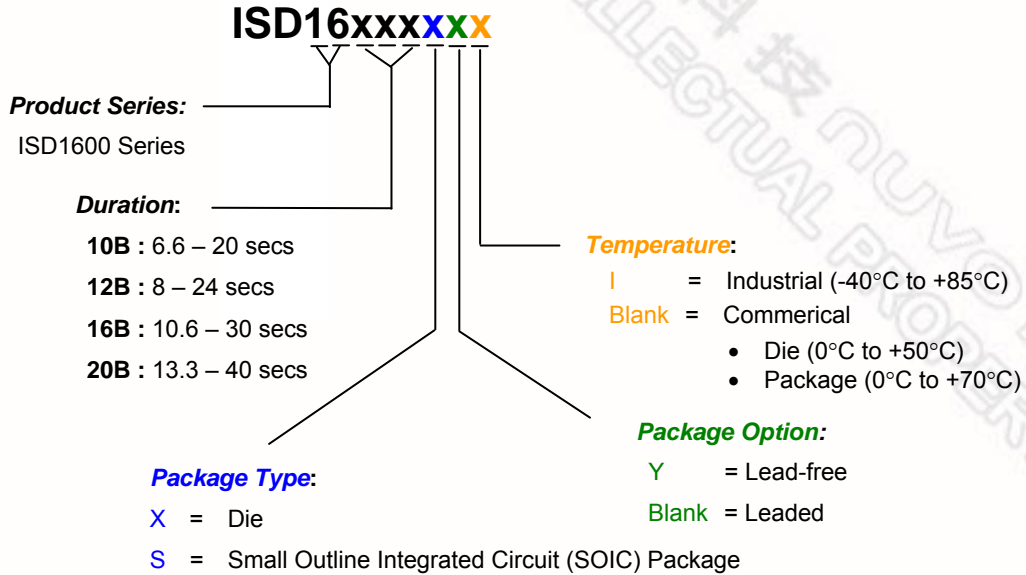 ISD16xxxxxx
Product Series:
ISD1600 Series
Duration:
10B : 6.6 – 20 secs
12B : 8 – 24 secs
16B : 10.6 – 30 secs
20B : 13.3 – 40 secs
Temperature:
I = Industrial (-40°C to +85°C)
Blank = Commerical
• Die (0°C to +50°C)
• Package (0°C to +70°C)
Package Option:
Y = Lead-free
Blank = Leaded
Package Type:
X = Die
S = Small Outline Integrated Circuit (SOIC) Package